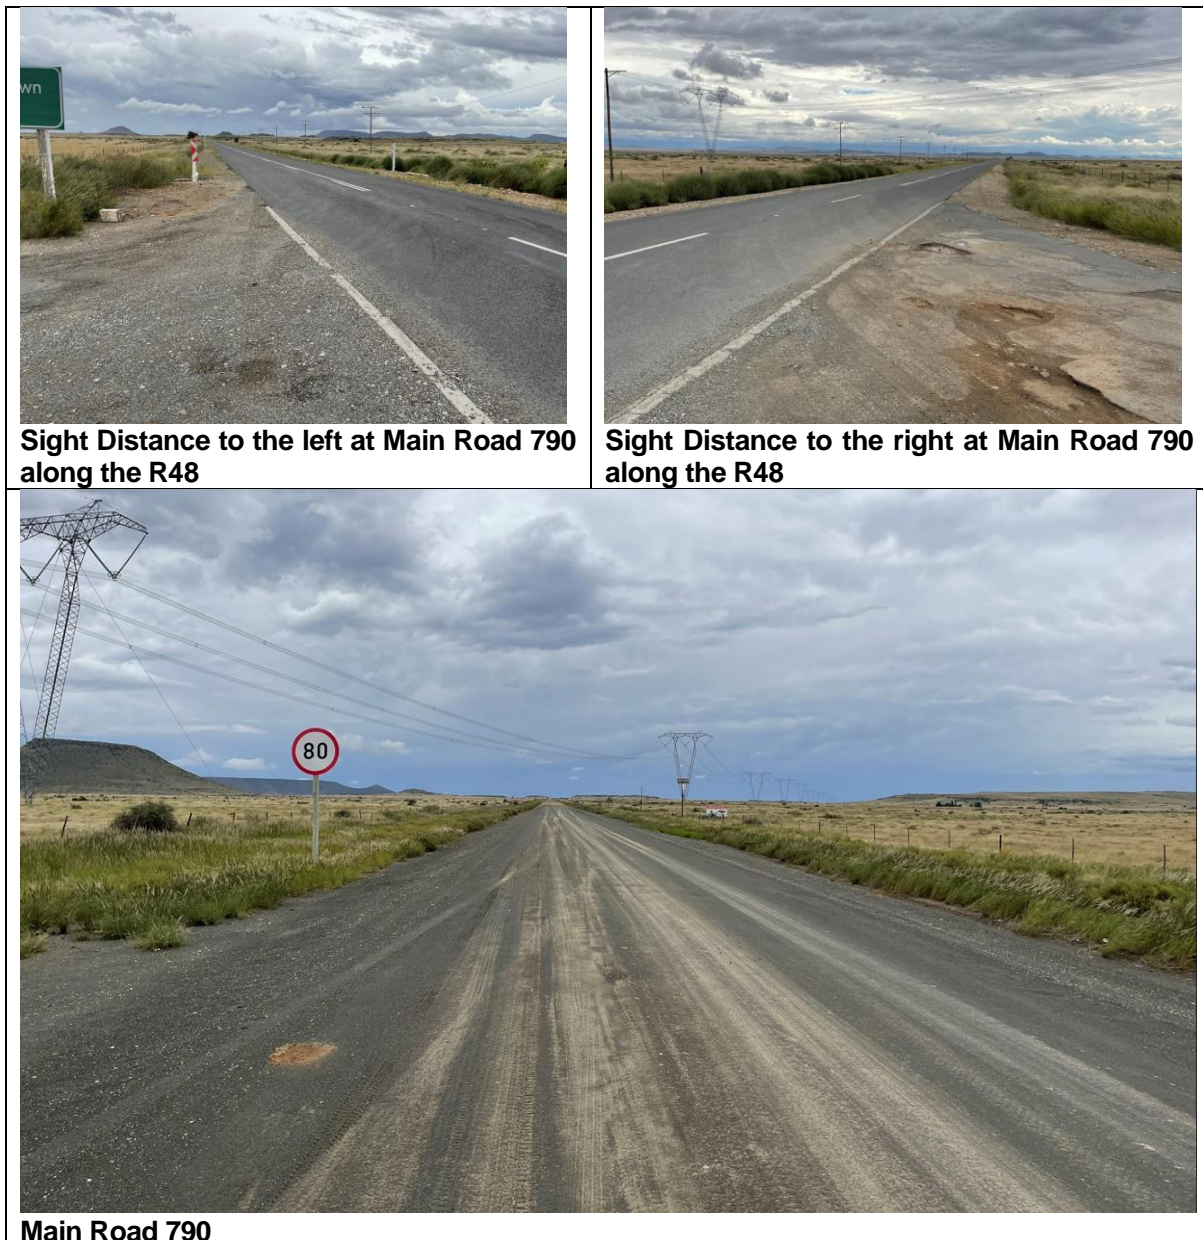 wn
Sight Distance to the left at Main Road 790
along the R48
Sight Distance to the right at Main Road 790
along the R48
80
Main Road 790